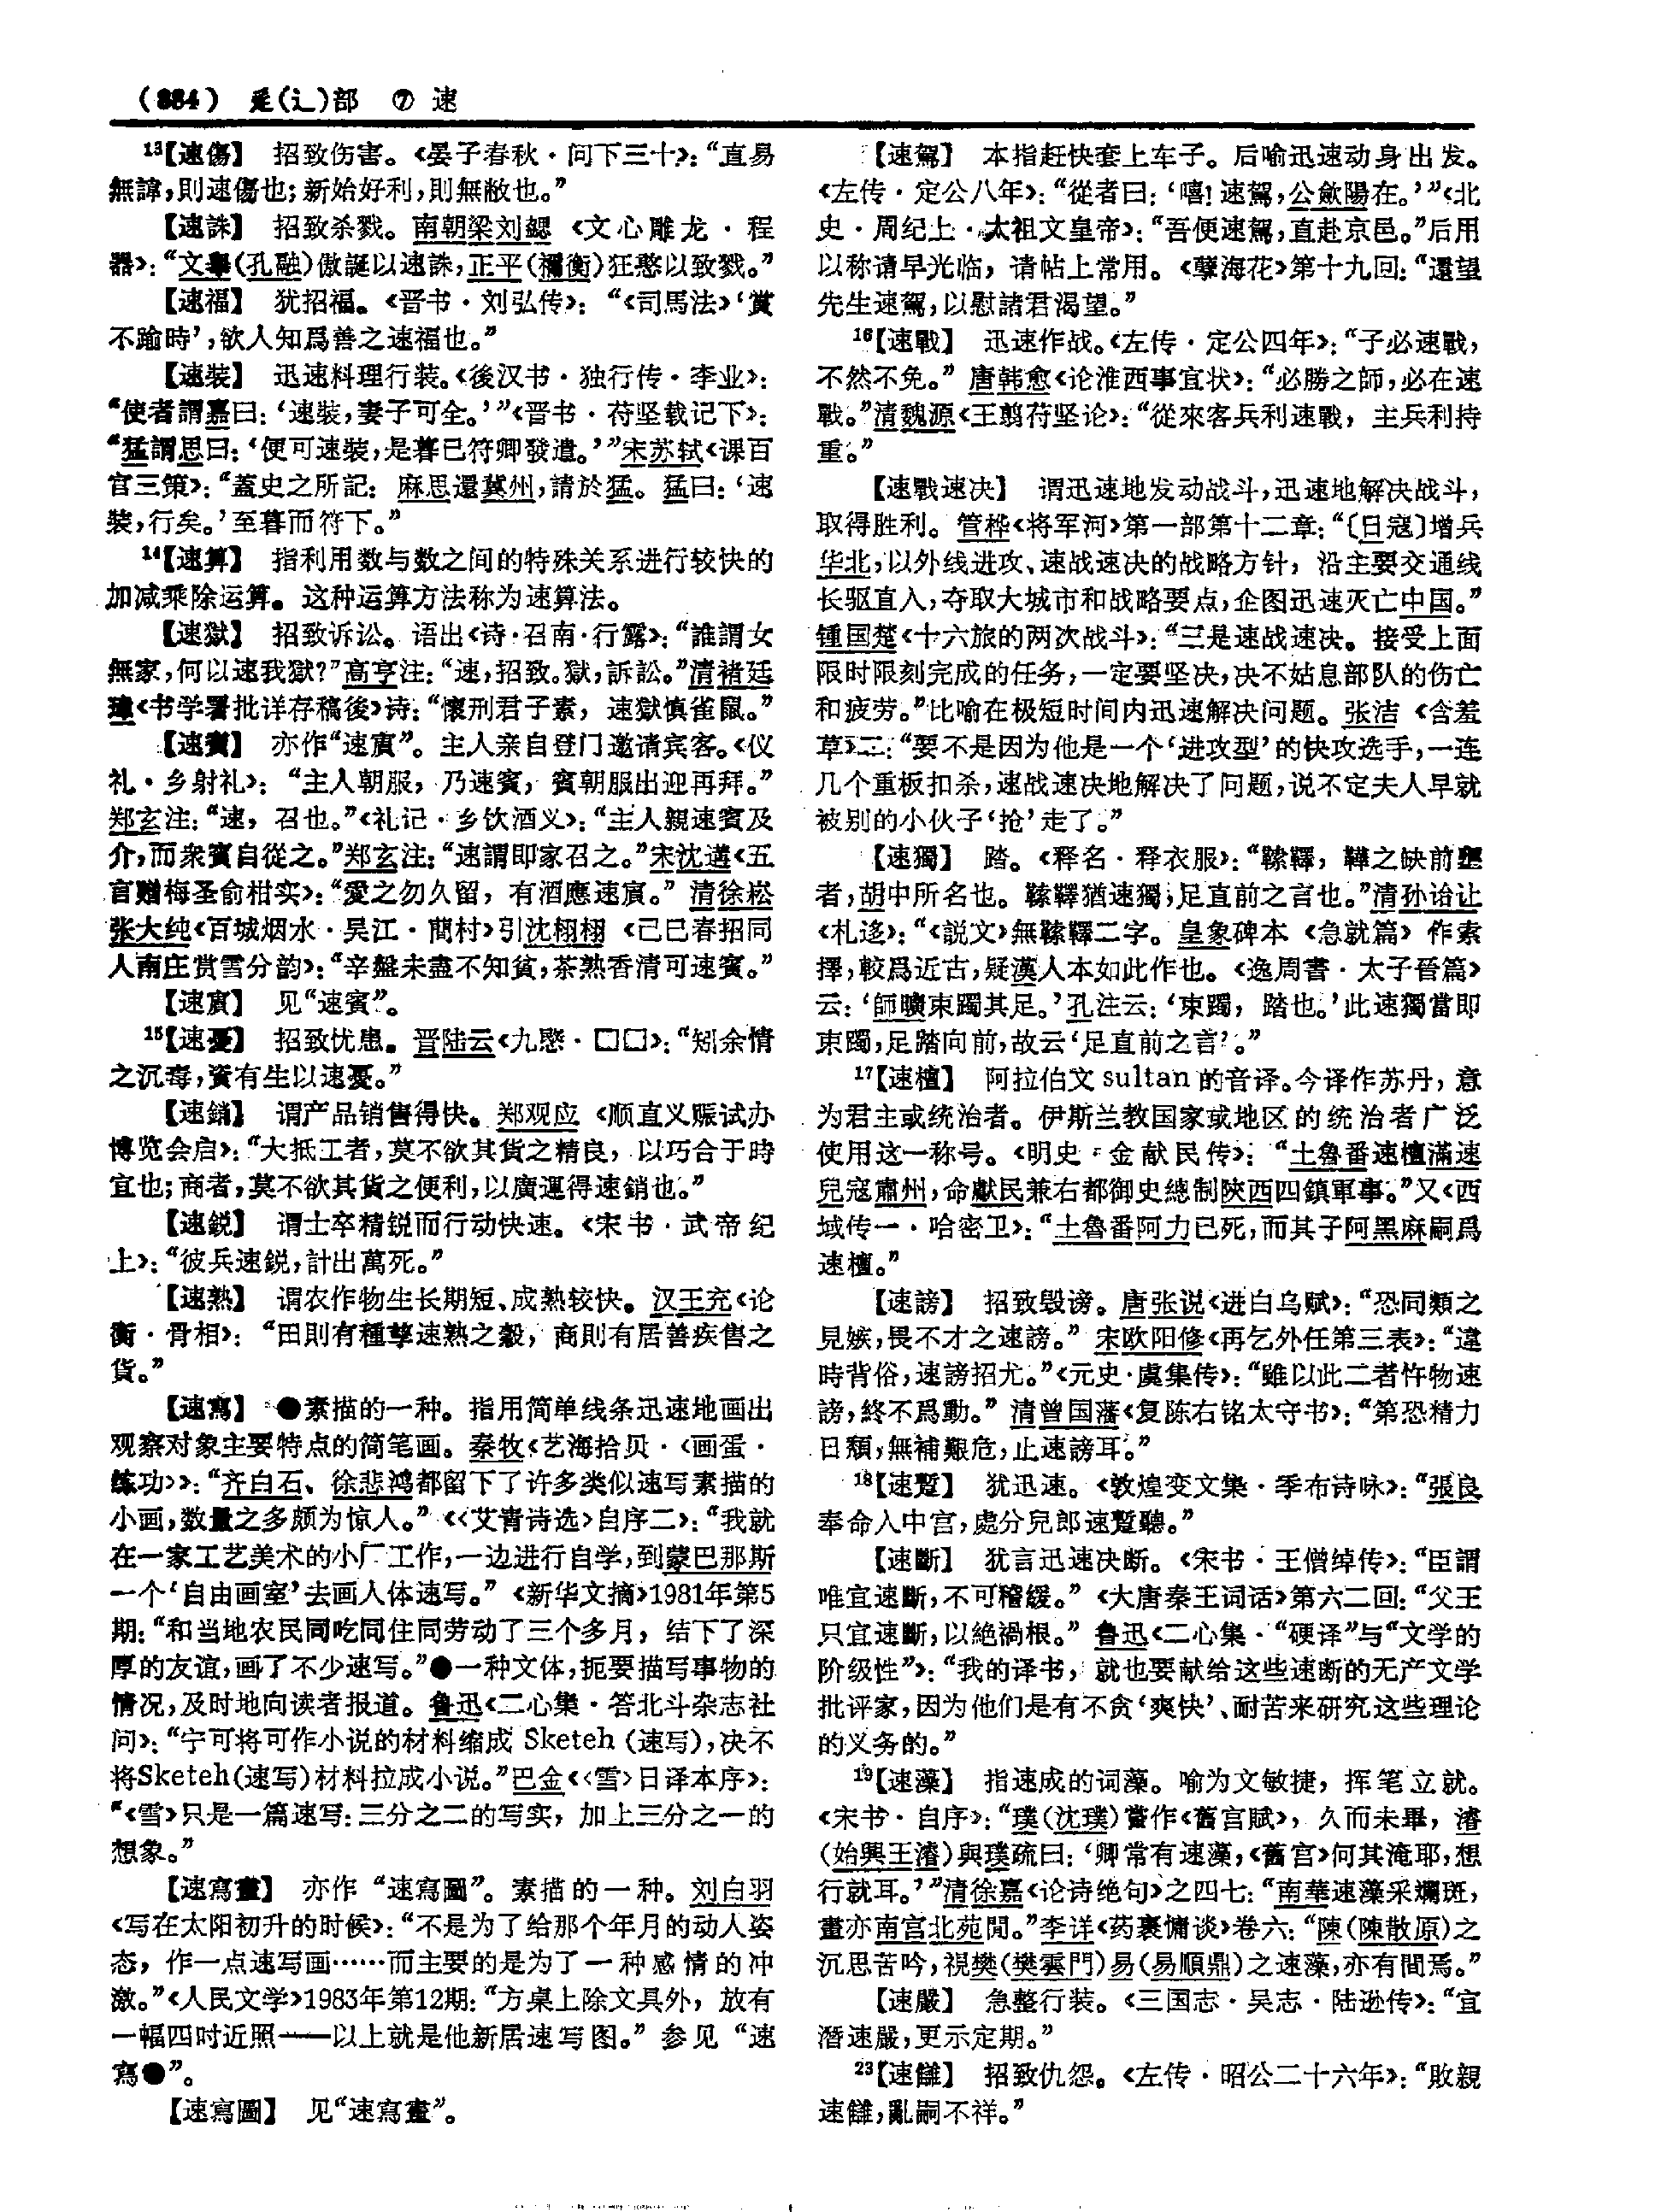 (884) 辵(辶)部 ⑦ 速
13【速傷】 招致伤害。《晏子春秋·问下三十》：“直易
無諱，則速傷也；新始好利，則無敝也。”
【速誅】 招致杀戮。南朝梁刘勰《文心雕龙·程
器》：“文舉(孔融)傲誕以速誅，正平(禰衡)狂憨以致戮。”
【速福】 犹招福。《晋书·刘弘传》：“《司馬法》‘賞
不踰時’，欲人知爲善之速福也。”
【速裝】 迅速料理行装。《後汉书·独行传·李业》：
“使者謂嘉曰：‘速裝，妻子可全。’”《晋书·苻坚载记下》：
“猛謂思曰：‘便可速裝，是暮已符卿發遣。’”宋苏轼《课百
官三策》：“蓋史之所記：麻思還冀州，請於猛。猛曰：‘速
裝，行矣。’至暮而符下。”
14【速算】 指利用数与数之间的特殊关系进行较快的
加减乘除运算。这种运算方法称为速算法。
【速獄】 招致诉讼。语出《诗·召南·行露》：“誰謂女
無家，何以速我獄？”高亨注：“速，招致。獄，訴訟。”清褚廷
璋《书学署批详存稿後》诗：“懷刑君子素，速獄慎雀鼠。”
【速賓】 亦作“速賔”。主人亲自登门邀请宾客。《仪
礼·乡射礼》：“主人朝服，乃速賓，賓朝服出迎再拜。”
郑玄注：“速，召也。”《礼记·乡饮酒义》：“主人親速賓及
介，而衆賓自從之。”郑玄注：“速謂即家召之。”宋沈遘《五
言赠梅圣俞柑实》：“愛之勿久留，有酒應速賔。”清徐崧
张大纯《百城烟水·吴江·简村》引沈栩栩《己巳春招同
人南庄赏雪分韵》：“辛盤未盡不知貧，茶熟香清可速賓。”
【速賔】 见“速賓”。
15【速憂】 招致忧患。晋陆云《九愍·□□》：“矧余情
之沉毒，資有生以速憂。”
【速銷】 谓产品销售得快。郑观应《顺直义赈试办
博览会启》：“大抵工者，莫不欲其貨之精良，以巧合于時
宜也；商者，莫不欲其貨之便利，以廣運得速銷也。”
【速鋭】 谓士卒精锐而行动快速。《宋书·武帝纪
上》：“彼兵速鋭，計出萬死。”
【速熟】 谓农作物生长期短、成熟较快。汉王充《论
衡·骨相》：“田則有種孳速熟之穀，商則有居善疾售之
貨。”
【速寫】 ●素描的一种。指用简单线条迅速地画出
观察对象主要特点的简笔画。秦牧《艺海拾贝·〈画蛋·
练功〉》：“齐白石、徐悲鸿都留下了许多类似速写素描的
小画，数量之多颇为惊人。”《〈艾青诗选〉自序二》：“我就
在一家工艺美术的小厂工作，一边进行自学，到蒙巴那斯
一个‘自由画室’去画人体速写。”《新华文摘》1981年第5
期：“和当地农民同吃同住同劳动了三个多月，结下了深
厚的友谊，画了不少速写。”●一种文体，扼要描写事物的
情况，及时地向读者报道。鲁迅《二心集·答北斗杂志社
问》：“宁可将可作小说的材料缩成 Sketeh (速写)，决不
将Sketeh(速写)材料拉成小说。”巴金《〈雪〉日译本序》：
“《雪》只是一篇速写：三分之二的写实，加上三分之一的
想象。”
【速寫畫】 亦作“速寫圖”。素描的一种。刘白羽
《写在太阳初升的时候》：“不是为了给那个年月的动人姿
态，作一点速写画……而主要的是为了一种感情的冲
激。”《人民文学》1983年第12期：“方桌上除文具外，放有
一幅四吋近照——以上就是他新居速写图。”参见“速
寫●”。
【速寫圖】 见“速寫畫”。
【速駕】 本指赶快套上车子。后喻迅速动身出发。
《左传·定公八年》：“從者曰：‘嘻！速駕，公歛陽在。’”《北
史·周纪上·太祖文皇帝》：“吾便速駕，直赴京邑。”后用
以称请早光临，请帖上常用。《孽海花》第十九回：“還望
先生速駕，以慰諸君渴望。”
16【速戰】 迅速作战。《左传·定公四年》：“子必速戰，
不然不免。”唐韩愈《论淮西事宜状》：“必勝之師，必在速
戰。”清魏源《王翦苻坚论》：“從來客兵利速戰，主兵利持
重。”
【速戰速决】 谓迅速地发动战斗，迅速地解决战斗，
取得胜利。管桦《将军河》第一部第十二章：“〔日寇〕增兵
华北，以外线进攻、速战速决的战略方针，沿主要交通线
长驱直入，夺取大城市和战略要点，企图迅速灭亡中国。”
锺国楚《十六旅的两次战斗》：“三是速战速决。接受上面
限时限刻完成的任务，一定要坚决，决不姑息部队的伤亡
和疲劳。”比喻在极短时间内迅速解决问题。张洁《含羞
草》二：“要不是因为他是一个‘进攻型’的快攻选手，一连
几个重板扣杀，速战速决地解决了问题，说不定夫人早就
被别的小伙子‘抢’走了。”
【速獨】 踏。《释名·释衣服》：“鞣鞾，鞾之缺前壅
者，胡中所名也。鞣鞾猶速獨，足直前之言也。”清孙诒让
《札迻》：“《説文》無鞣鞾二字。皇象碑本《急就篇》作索
擇，較爲近古，疑漢人本如此作也。《逸周書·太子晉篇》
云：‘師曠束躅其足。’孔注云：‘束躅，踏也。’此速獨當即
束躅，足踏向前，故云‘足直前之言’。”
17【速檀】 阿拉伯文 sultan 的音译。今译作苏丹，意
为君主或统治者。伊斯兰教国家或地区的统治者广泛
使用这一称号。《明史·金献民传》：“土魯番速檀滿速
兒寇肅州，命獻民兼右都御史總制陝西四鎮軍事。”又《西
域传一·哈密卫》：“土魯番阿力已死，而其子阿黑麻嗣爲
速檀。”
【速謗】 招致毁谤。唐张说《进白乌赋》：“恐同類之
見嫉，畏不才之速謗。”宋欧阳修《再乞外任第三表》：“違
時背俗，速謗招尤。”《元史·虞集传》：“雖以此二者忤物速
謗，終不爲動。”清曾国藩《复陈右铭太守书》：“第恐精力
日頹，無補艱危，止速謗耳。”
18【速蹔】 犹迅速。《敦煌变文集·季布诗咏》：“張良
奉命入中宫，處分兒郎速蹔聽。”
【速斷】 犹言迅速决断。《宋书·王僧绰传》：“臣謂
唯宜速斷，不可稽緩。”《大唐秦王词话》第六二回：“父王
只宜速斷，以絶禍根。”鲁迅《二心集·“硬译”与“文学的
阶级性”》：“我的译书，就也要献给这些速断的无产文学
批评家，因为他们是有不贪‘爽快’、耐苦来研究这些理论
的义务的。”
19【速藻】 指速成的词藻。喻为文敏捷，挥笔立就。
《宋书·自序》：“璞(沈璞)嘗作《舊宫賦》，久而未畢，濬
(始興王濬)與璞疏曰：‘卿常有速藻，《舊宫》何其淹耶，想
行就耳。’”清徐嘉《论诗绝句》之四七：“南華速藻采斕斑，
畫亦南宫北苑間。”李详《药裹慵谈》卷六：“陳(陳散原)之
沉思苦吟，視樊(樊雲門)易(易順鼎)之速藻，亦有間焉。”
【速嚴】 急整行装。《三国志·吴志·陆逊传》：“宜
潛速嚴，更示定期。”
23【速讎】 招致仇怨。《左传·昭公二十六年》：“敗親
速讎，亂嗣不祥。”